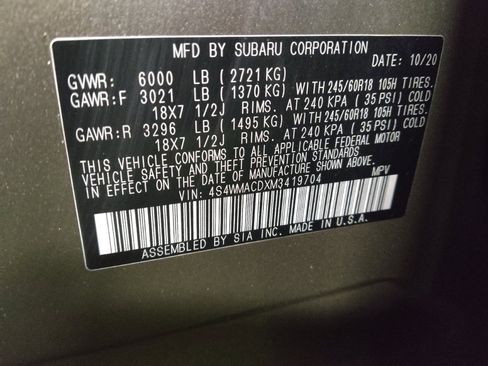 MFD BY SUBARU CORPORATION
DATE: 10/20
GVWR: 6000 LB ( 2721 KG)
GAWR:F 3021 LB ( 1370 KG) WITH 245/60R18 105H TIRES.
18X7 1/2J RIMS. AT 240 KPA ( 35 PSI) COLD
GAWR:R 3296 LB ( 1495 KG) WITH 245/60R18 105H TIRES.
18X7 1/2J RIMS. AT 240 KPA ( 35 PSI) COLD
THIS VEHICLE CONFORMS TO ALL APPLICABLE FEDERAL MOTOR
VEHICLE SAFETY AND THEFT PREVENTION STANDARDS
IN EFFECT ON THE DATE OF MANUFACTURE SHOWN ABOVE.
VIN: 4S4WMACDXM3419704 MPV
ASSEMBLED BY SIA INC. MADE IN U.S.A.